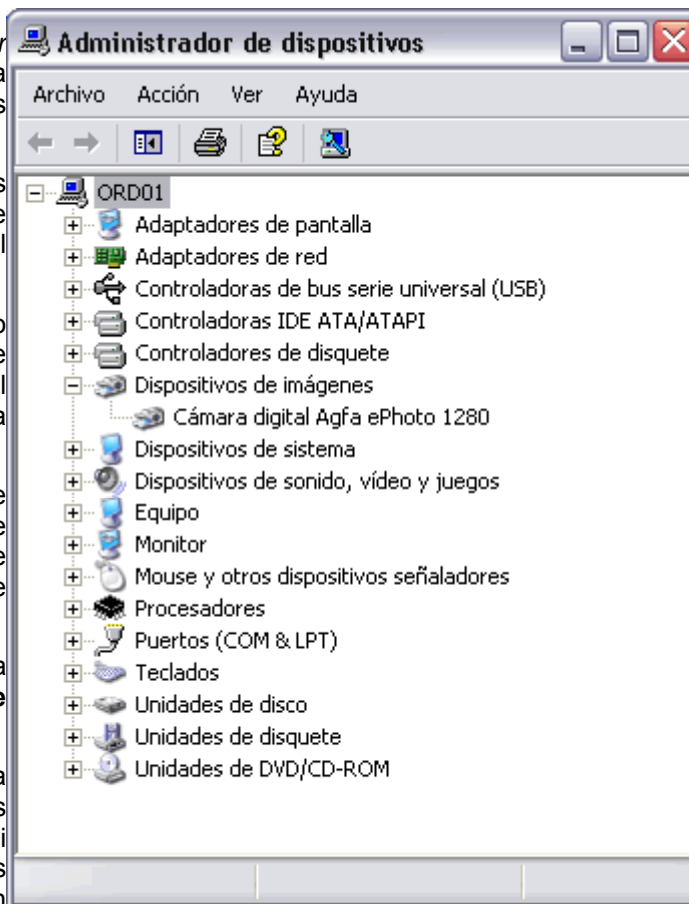 Administrador de dispositivos
Archivo Acción Ver Ayuda
ORD01
Adaptadores de pantalla
Adaptadores de red
Controladoras de bus serie universal (USB)
Controladoras IDE ATA/ATAPI
Controladores de disquete
Dispositivos de imágenes
Cámara digital Agfa ePhoto 1280
Dispositivos de sistema
Dispositivos de sonido, vídeo y juegos
Equipo
Monitor
Mouse y otros dispositivos señaladores
Procesadores
Puertos (COM & LPT)
Teclados
Unidades de disco
Unidades de disquete
Unidades de DVD/CD-ROM